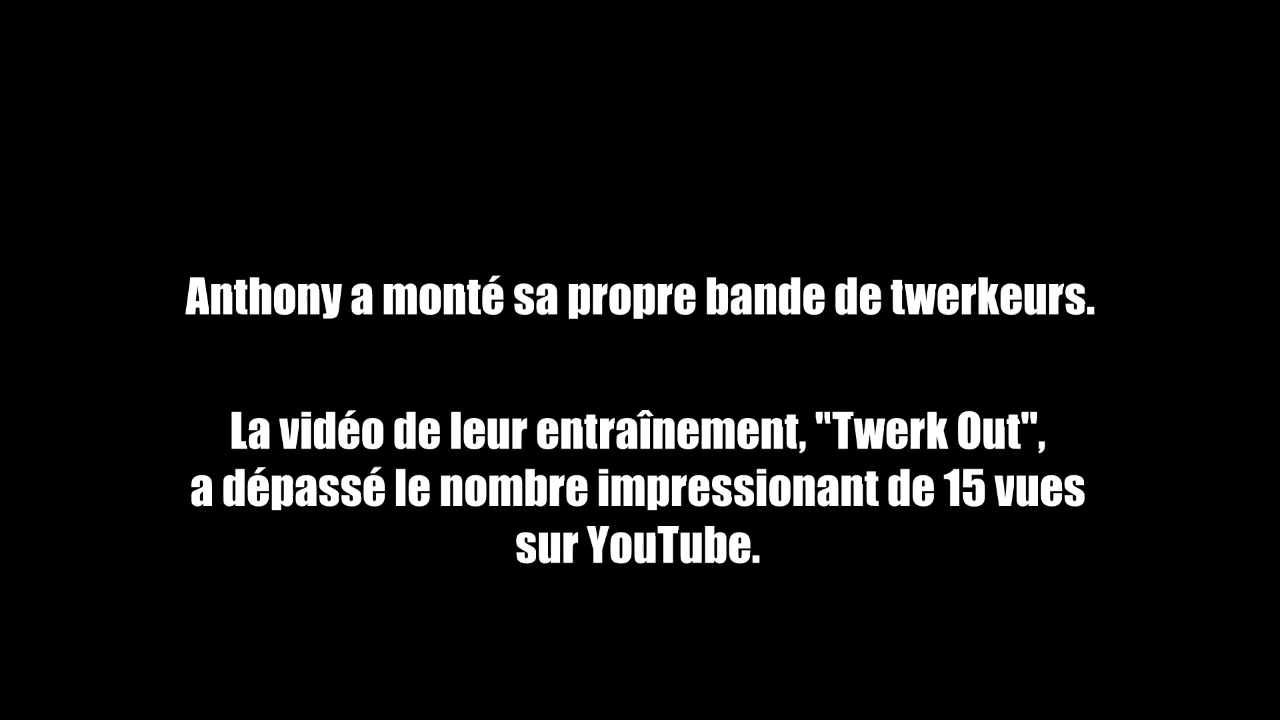 Anthony a monté sa propre bande de twerkeurs.
La vidéo de leur entraînement, "Twerk Out",
a dépassé le nombre impressionant de 15 vues
sur YouTube.